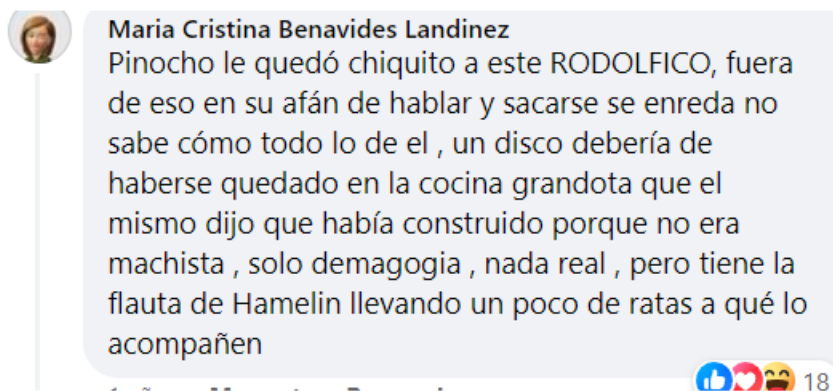 Maria Cristina Benavides Landinez
Pinocho le quedó chiquito a este RODOLFICO, fuera
de eso en su afán de hablar y sacarse se enreda no
sabe cómo todo lo de el , un disco debería de
haberse quedado en la cocina grandota que el
mismo dijo que había construido porque no era
machista , solo demagogia , nada real , pero tiene la
flauta de Hamelin llevando un poco de ratas a qué lo
acompañen
18